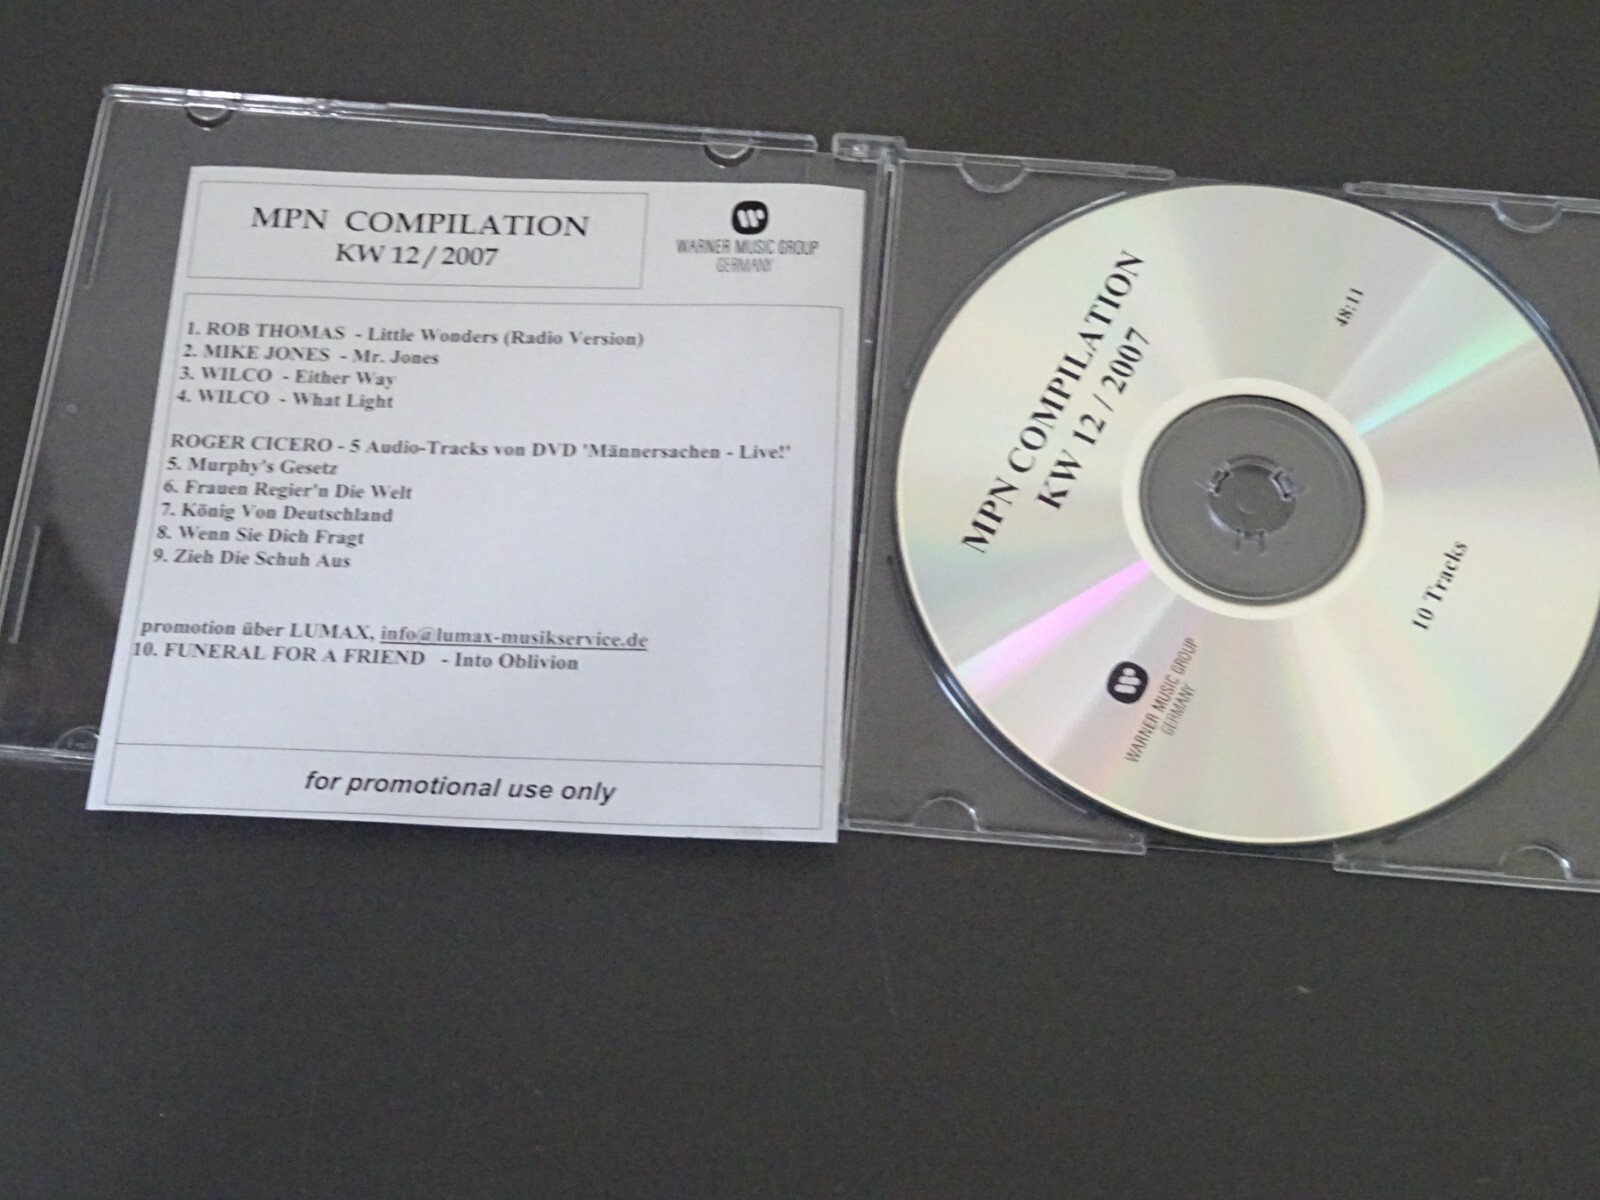 MPN COMPILATION
KW 12 / 2007
WARNER MUSIC GROUP
GERMANY
1. ROB THOMAS - Little Wonders (Radio Version)
2. MIKE JONES - Mr. Jones
3. WILCO - Either Way
4. WILCO - What Light
ROGER CICERO - 5 Audio-Tracks von DVD 'Männersachen - Live!'
5. Murphy's Gesetz
6. Frauen Regier'n Die Welt
7. König Von Deutschland
8. Wenn Sie Dich Fragt
9. Zieh Die Schuh Aus
promotion über LUMAX, info@lumax-musikservice.de
10. FUNERAL FOR A FRIEND - Into Oblivion
for promotional use only
MPN COMPILATION
KW 12 / 2007
48:11
10 Tracks
WARNER MUSIC GROUP
GERMANY